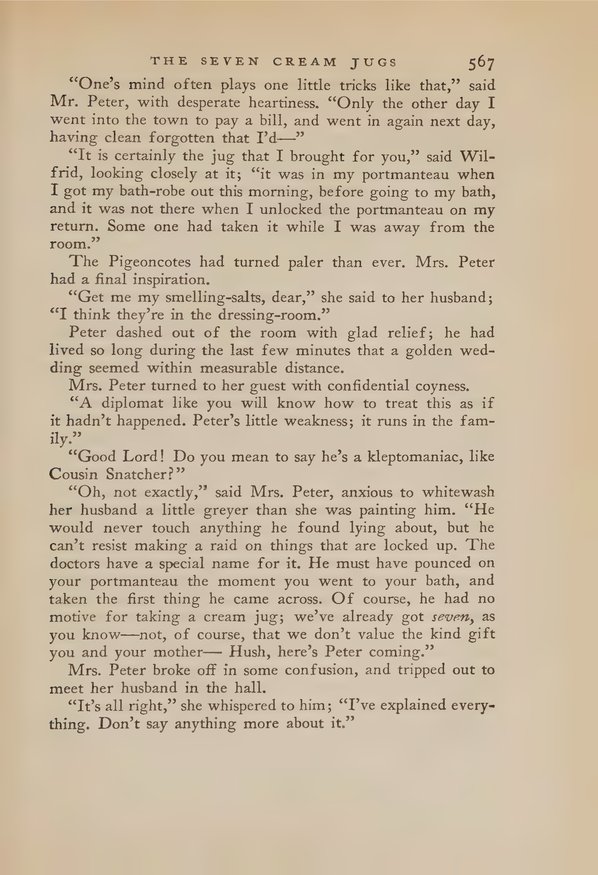 THE SEVEN CREAM JUGS 567
“One’s mind often plays one little tricks like that,” said
Mr. Peter, with desperate heartiness. “Only the other day I
went into the town to pay a bill, and went in again next day,
having clean forgotten that I’d—”
“It is certainly the jug that I brought for you,” said Wil-
frid, looking closely at it; “it was in my portmanteau when
I got my bath-robe out this morning, before going to my bath,
and it was not there when I unlocked the portmanteau on my
return. Some one had taken it while I was away from the
room.”
The Pigeoncotes had turned paler than ever. Mrs. Peter
had a final inspiration.
“Get me my smelling-salts, dear,” she said to her husband;
“I think they’re in the dressing-room.”
Peter dashed out of the room with glad relief; he had
lived so long during the last few minutes that a golden wed-
ding seemed within measurable distance.
Mrs. Peter turned to her guest with confidential coyness.
“A diplomat like you will know how to treat this as if
it hadn’t happened. Peter’s little weakness; it runs in the fam-
ily.”
“Good Lord! Do you mean to say he’s a kleptomaniac, like
Cousin Snatcher?”
“Oh, not exactly,” said Mrs. Peter, anxious to whitewash
her husband a little greyer than she was painting him. “He
would never touch anything he found lying about, but he
can’t resist making a raid on things that are locked up. The
doctors have a special name for it. He must have pounced on
your portmanteau the moment you went to your bath, and
taken the first thing he came across. Of course, he had no
motive for taking a cream jug; we’ve already got seven, as
you know—not, of course, that we don’t value the kind gift
you and your mother— Hush, here’s Peter coming.”
Mrs. Peter broke off in some confusion, and tripped out to
meet her husband in the hall.
“It’s all right,” she whispered to him; “I’ve explained every-
thing. Don’t say anything more about it.”